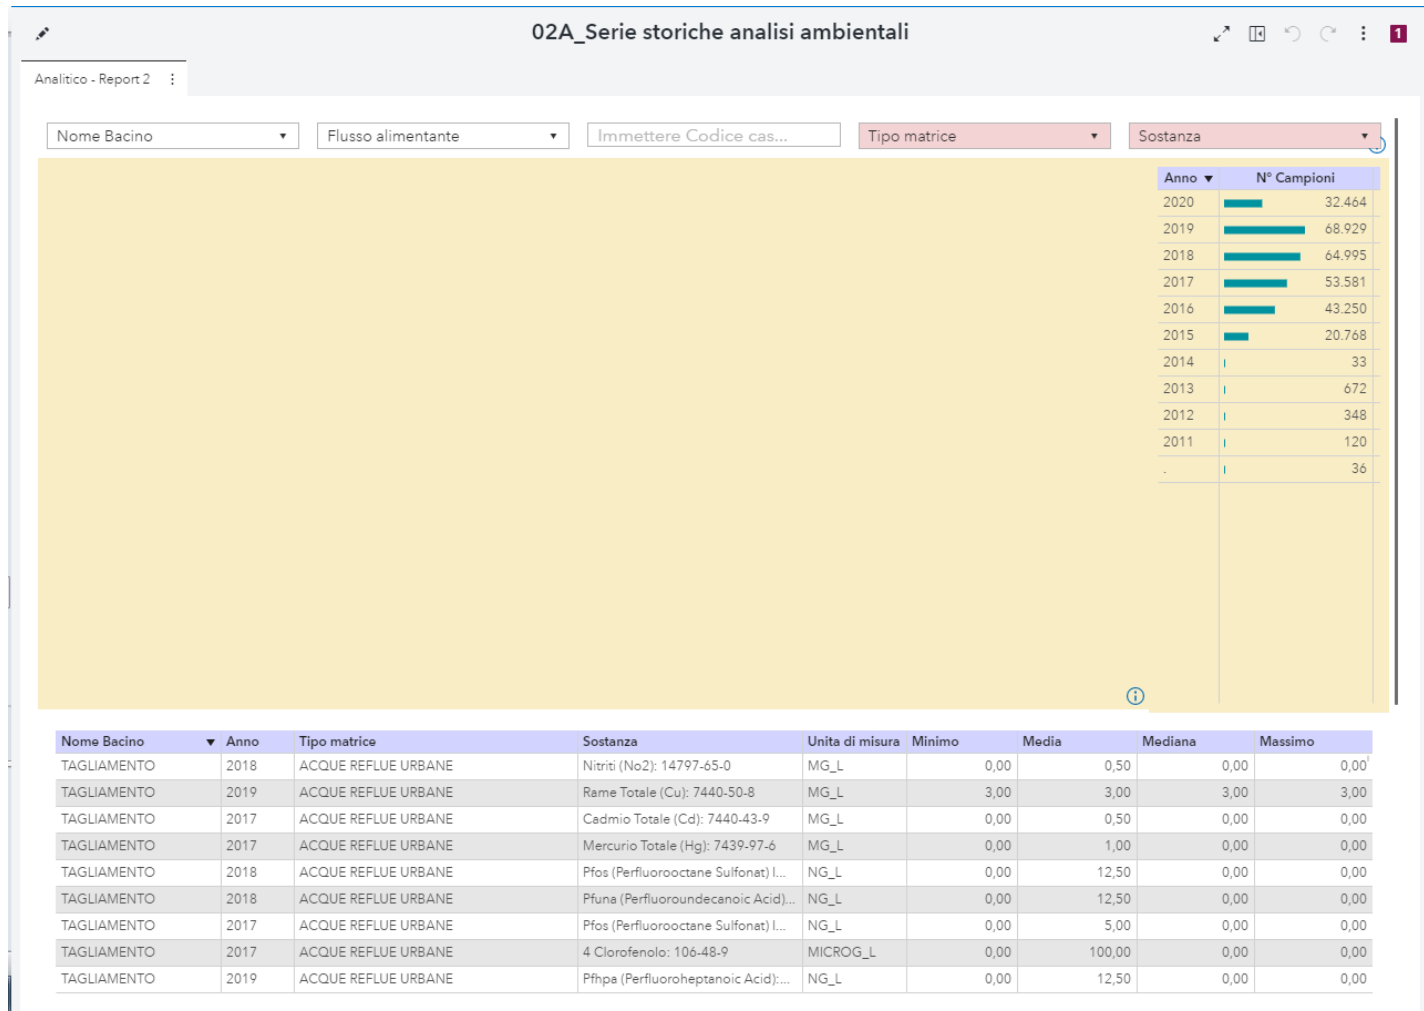 02A_Serie storiche analisi ambientali
1
Analitico - Report 2
Nome Bacino Flusso alimentante Immettere Codice cas... Tipo matrice Sostanza
Anno N° Campioni
2020 32.464
2019 68.929
2018 64.995
2017 53.581
2016 43.250
2015 20.768
2014 33
2013 672
2012 348
2011 120
. 36
Nome Bacino Anno Tipo matrice Sostanza Unita di misura Minimo Media Mediana Massimo
TAGLIAMENTO 2018 ACQUE REFLUE URBANE Nitriti (No2): 14797-65-0 MG_L 0,00 0,50 0,00 0,00
TAGLIAMENTO 2019 ACQUE REFLUE URBANE Rame Totale (Cu): 7440-50-8 MG_L 3,00 3,00 3,00 3,00
TAGLIAMENTO 2017 ACQUE REFLUE URBANE Cadmio Totale (Cd): 7440-43-9 MG_L 0,00 0,50 0,00 0,00
TAGLIAMENTO 2017 ACQUE REFLUE URBANE Mercurio Totale (Hg): 7439-97-6 MG_L 0,00 1,00 0,00 0,00
TAGLIAMENTO 2018 ACQUE REFLUE URBANE Pfos (Perfluorooctane Sulfonat) I... NG_L 0,00 12,50 0,00 0,00
TAGLIAMENTO 2018 ACQUE REFLUE URBANE Pfuna (Perfluoroundecanoic Acid)... NG_L 0,00 12,50 0,00 0,00
TAGLIAMENTO 2017 ACQUE REFLUE URBANE Pfos (Perfluorooctane Sulfonat) I... NG_L 0,00 5,00 0,00 0,00
TAGLIAMENTO 2017 ACQUE REFLUE URBANE 4 Clorofenolo: 106-48-9 MICROG_L 0,00 100,00 0,00 0,00
TAGLIAMENTO 2019 ACQUE REFLUE URBANE Pfhpa (Perfluoroheptanoic Acid):... NG_L 0,00 12,50 0,00 0,00